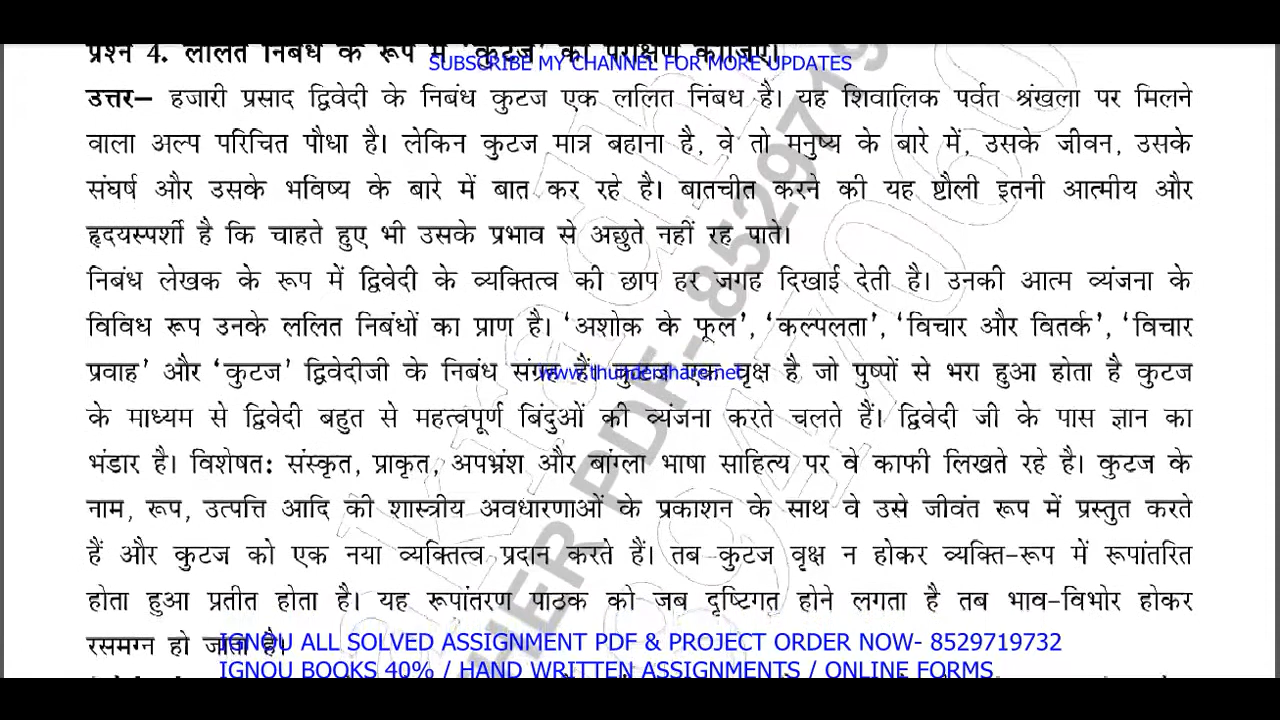 प्रश्न 4. ललित निबंध के रूप में 'कुटज' का परीक्षण कीजिए।
SUBSCRIBE MY CHANNEL FOR MORE UPDATES
उत्तर– हजारी प्रसाद द्विवेदी के निबंध कुटज एक ललित निंबध है। यह शिवालिक पर्वत श्रंखला पर मिलने
वाला अल्प परिचित पौधा है। लेकिन कुटज मात्र बहाना है, वे तो मनुष्य के बारे में, उसके जीवन, उसके
संघर्ष और उसके भविष्य के बारे में बात कर रहे है। बातचीत करने की यह ष्टौली इतनी आत्मीय और
हृदयस्पर्शी है कि चाहते हुए भी उसके प्रभाव से अछुते नहीं रह पाते।
निबंध लेखक के रूप में द्विवेदी के व्यक्तित्व की छाप हर जगह दिखाई देती है। उनकी आत्म व्यंजना के
विविध रूप उनके ललित निबंधों का प्राण है। 'अशोक के फूल', 'कल्पलता', 'विचार और वितर्क', 'विचार
प्रवाह' और 'कुटज' द्विवेदीजी के निबंध संग्रह हैं। कुटज एक वृक्ष है जो पुष्पों से भरा हुआ होता है कुटज
www.thundershare.net
के माध्यम से द्विवेदी बहुत से महत्वपूर्ण बिंदुओं की व्यंजना करते चलते हैं। द्विवेदी जी के पास ज्ञान का
भंडार है। विशेषत: संस्कृत, प्राकृत, अपभ्रंश और बांग्ला भाषा साहित्य पर वे काफी लिखते रहे है। कुटज के
नाम, रूप, उत्पत्ति आदि की शास्त्रीय अवधारणाओं के प्रकाशन के साथ वे उसे जीवंत रूप में प्रस्तुत करते
हैं और कुटज को एक नया व्यक्तित्व प्रदान करते हैं। तब कुटज वृक्ष न होकर व्यक्ति-रूप में रूपांतरित
होता हुआ प्रतीत होता है। यह रूपांतरण पाठक को जब दृष्टिगत होने लगता है तब भाव-विभोर होकर
रसमग्न हो जाता है।
IGNOU ALL SOLVED ASSIGNMENT PDF & PROJECT ORDER NOW- 8529719732
IGNOU BOOKS 40% / HAND WRITTEN ASSIGNMENTS / ONLINE FORMS